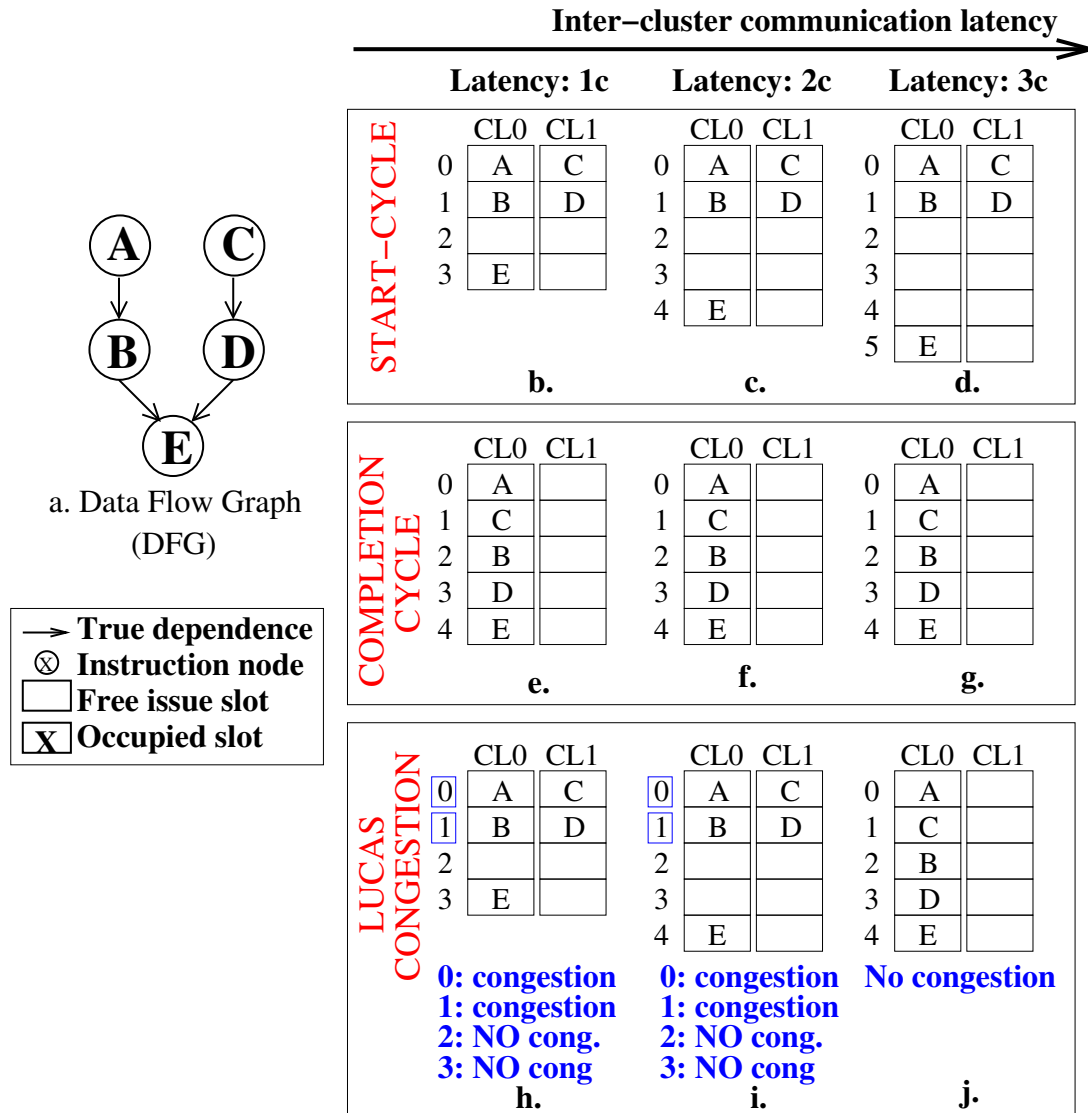 Inter−cluster communication latency
Latency: 1c Latency: 2c Latency: 3c
START−CYCLE
CL0 CL1
0 A C
1 B D
2
3 E
b.
CL0 CL1
0 A C
1 B D
2
3
4 E
c.
CL0 CL1
0 A C
1 B D
2
3
4
5 E
d.
A C
B D
E
a. Data Flow Graph
(DFG)
True dependence
X Instruction node
Free issue slot
X Occupied slot
COMPLETION
CYCLE
CL0 CL1
0 A
1 C
2 B
3 D
4 E
e.
CL0 CL1
0 A
1 C
2 B
3 D
4 E
f.
CL0 CL1
0 A
1 C
2 B
3 D
4 E
g.
LUCAS
CONGESTION
CL0 CL1
0 A C
1 B D
2
3 E
0: congestion
1: congestion
2: NO cong.
3: NO cong
h.
CL0 CL1
0 A C
1 B D
2
3
4 E
0: congestion
1: congestion
2: NO cong.
3: NO cong
i.
CL0 CL1
0 A
1 C
2 B
3 D
4 E
No congestion
j.